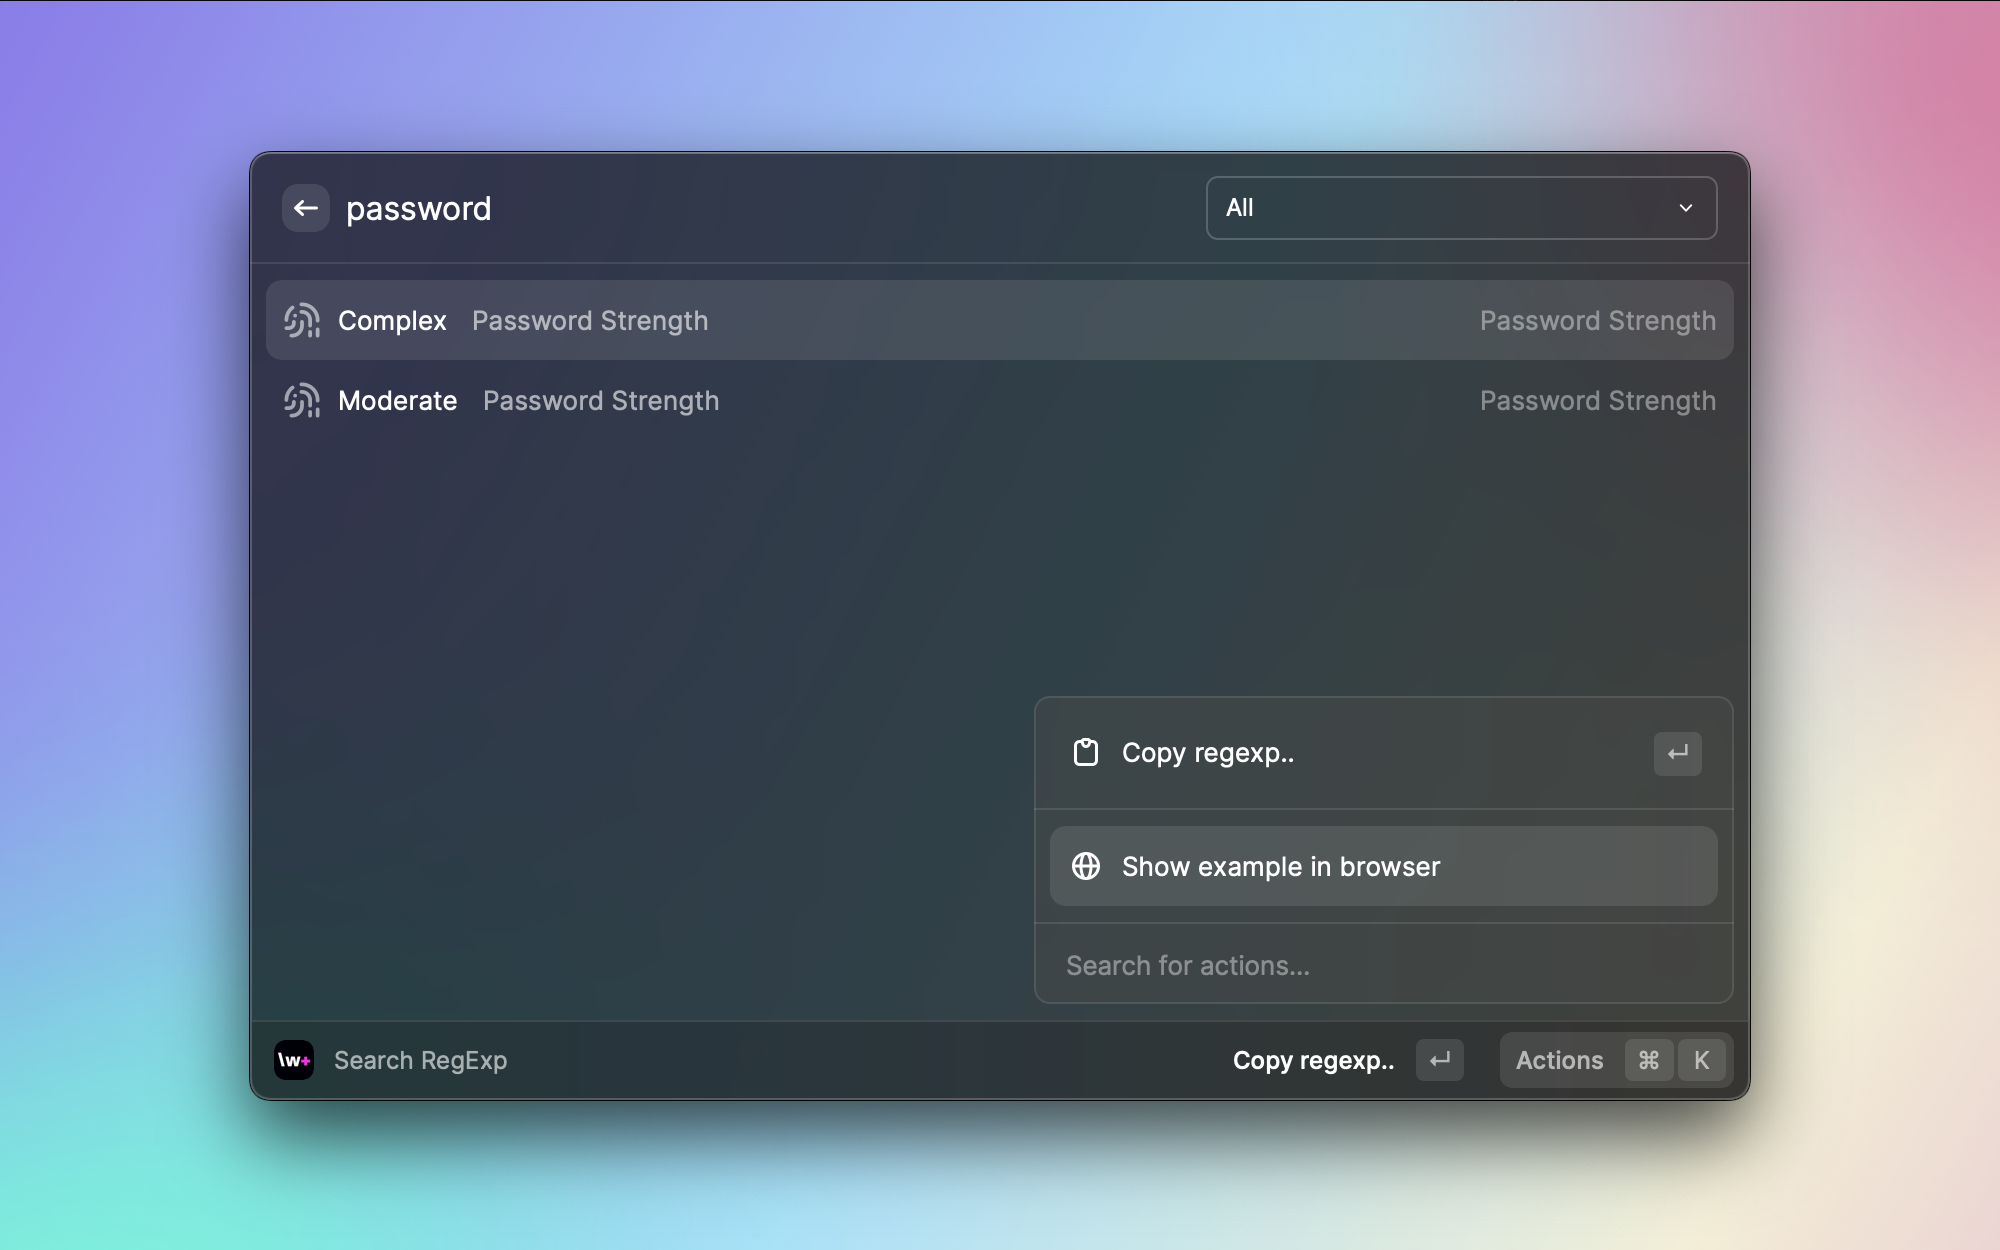 password
All
Complex Password Strength Password Strength
Moderate Password Strength Password Strength
Copy regexp..
Show example in browser
Search for actions...
\w+ Search RegExp Copy regexp.. Actions ⌘ K